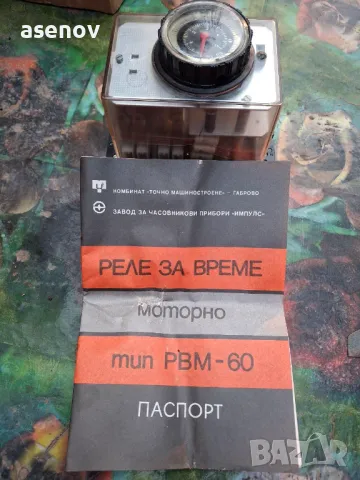 asenov
КОМБИНАТ "ТОЧНО МАШИНОСТРОЕНЕ" - ГАБРОВО
ЗАВОД ЗА ЧАСОВНИКОВИ ПРИБОРИ "ИМПУЛС"
РЕЛЕ ЗА ВРЕМЕ
МОТОРНО
тип РВМ-60
ПАСПОРТ
BAZAR
bg